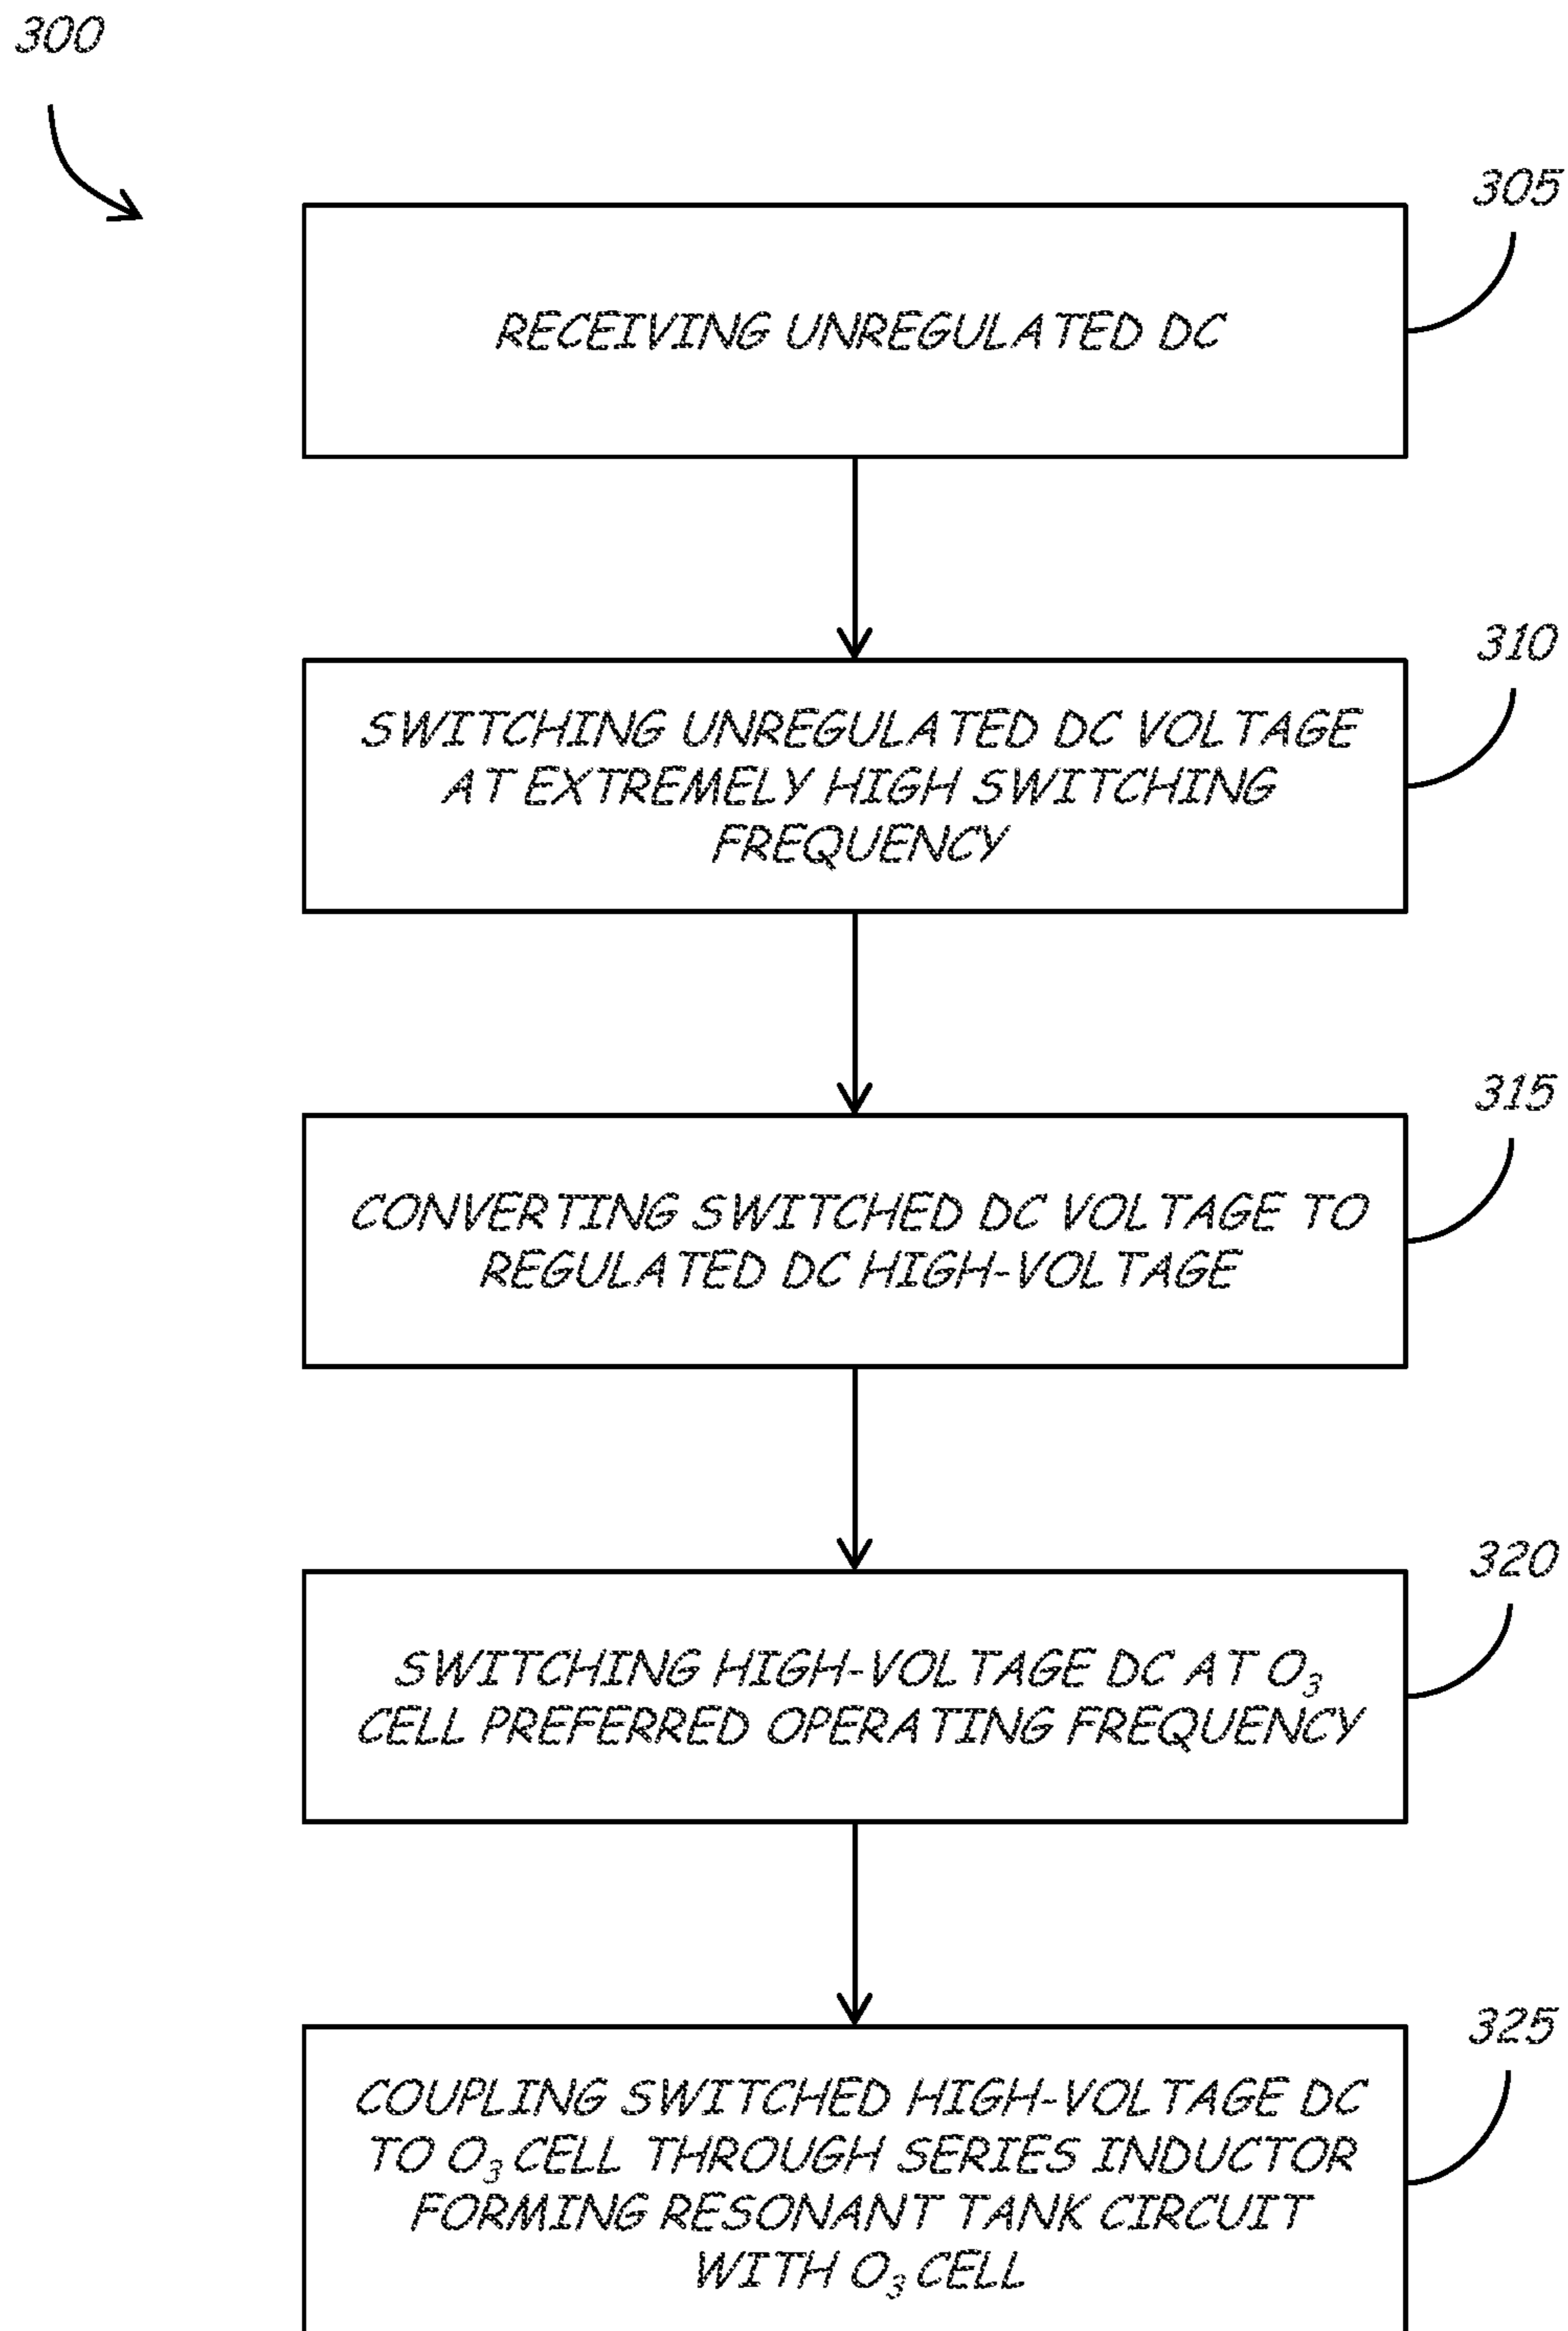 300
305
RECEIVING UNREGULATED DC
310
SWITCHING UNREGULATED DC VOLTAGE
AT EXTREMELY HIGH SWITCHING
FREQUENCY
315
CONVERTING SWITCHED DC VOLTAGE TO
REGULATED DC HIGH-VOLTAGE
320
SWITCHING HIGH-VOLTAGE DC AT O₃
CELL PREFERRED OPERATING FREQUENCY
325
COUPLING SWITCHED HIGH-VOLTAGE DC
TO O₃ CELL THROUGH SERIES INDUCTOR
FORMING RESONANT TANK CIRCUIT
WITH O₃ CELL